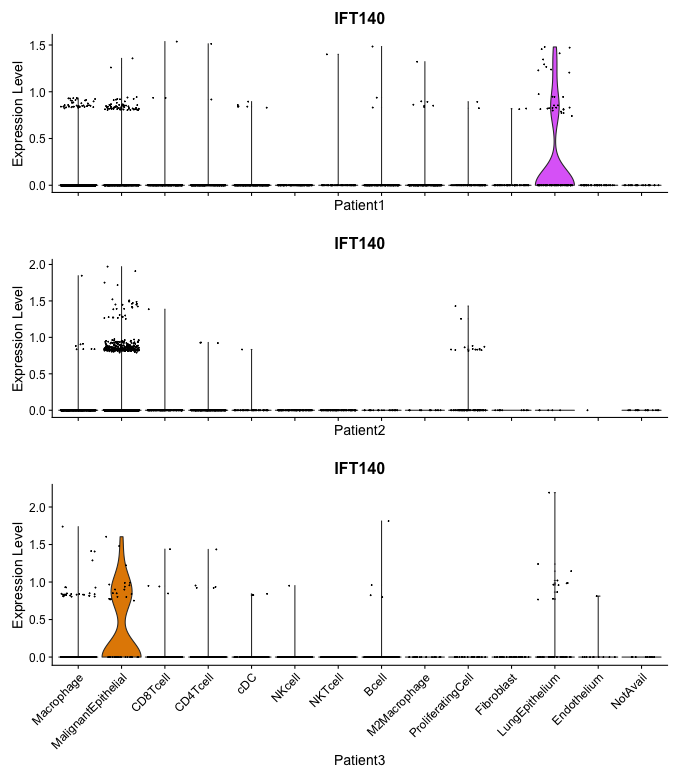 IFT140
Expression Level
1.5
1.0
0.5
0.0
Patient1
IFT140
Expression Level
2.0
1.5
1.0
0.5
0.0
Patient2
IFT140
Expression Level
2.0
1.5
1.0
0.5
0.0
Macrophage
MalignantEpithelial
CD8Tcell
CD4Tcell
cDC
NKcell
NKTcell
Bcell
M2Macrophage
ProliferatingCell
Fibroblast
LungEpithelium
Endothelium
NotAvail
Patient3